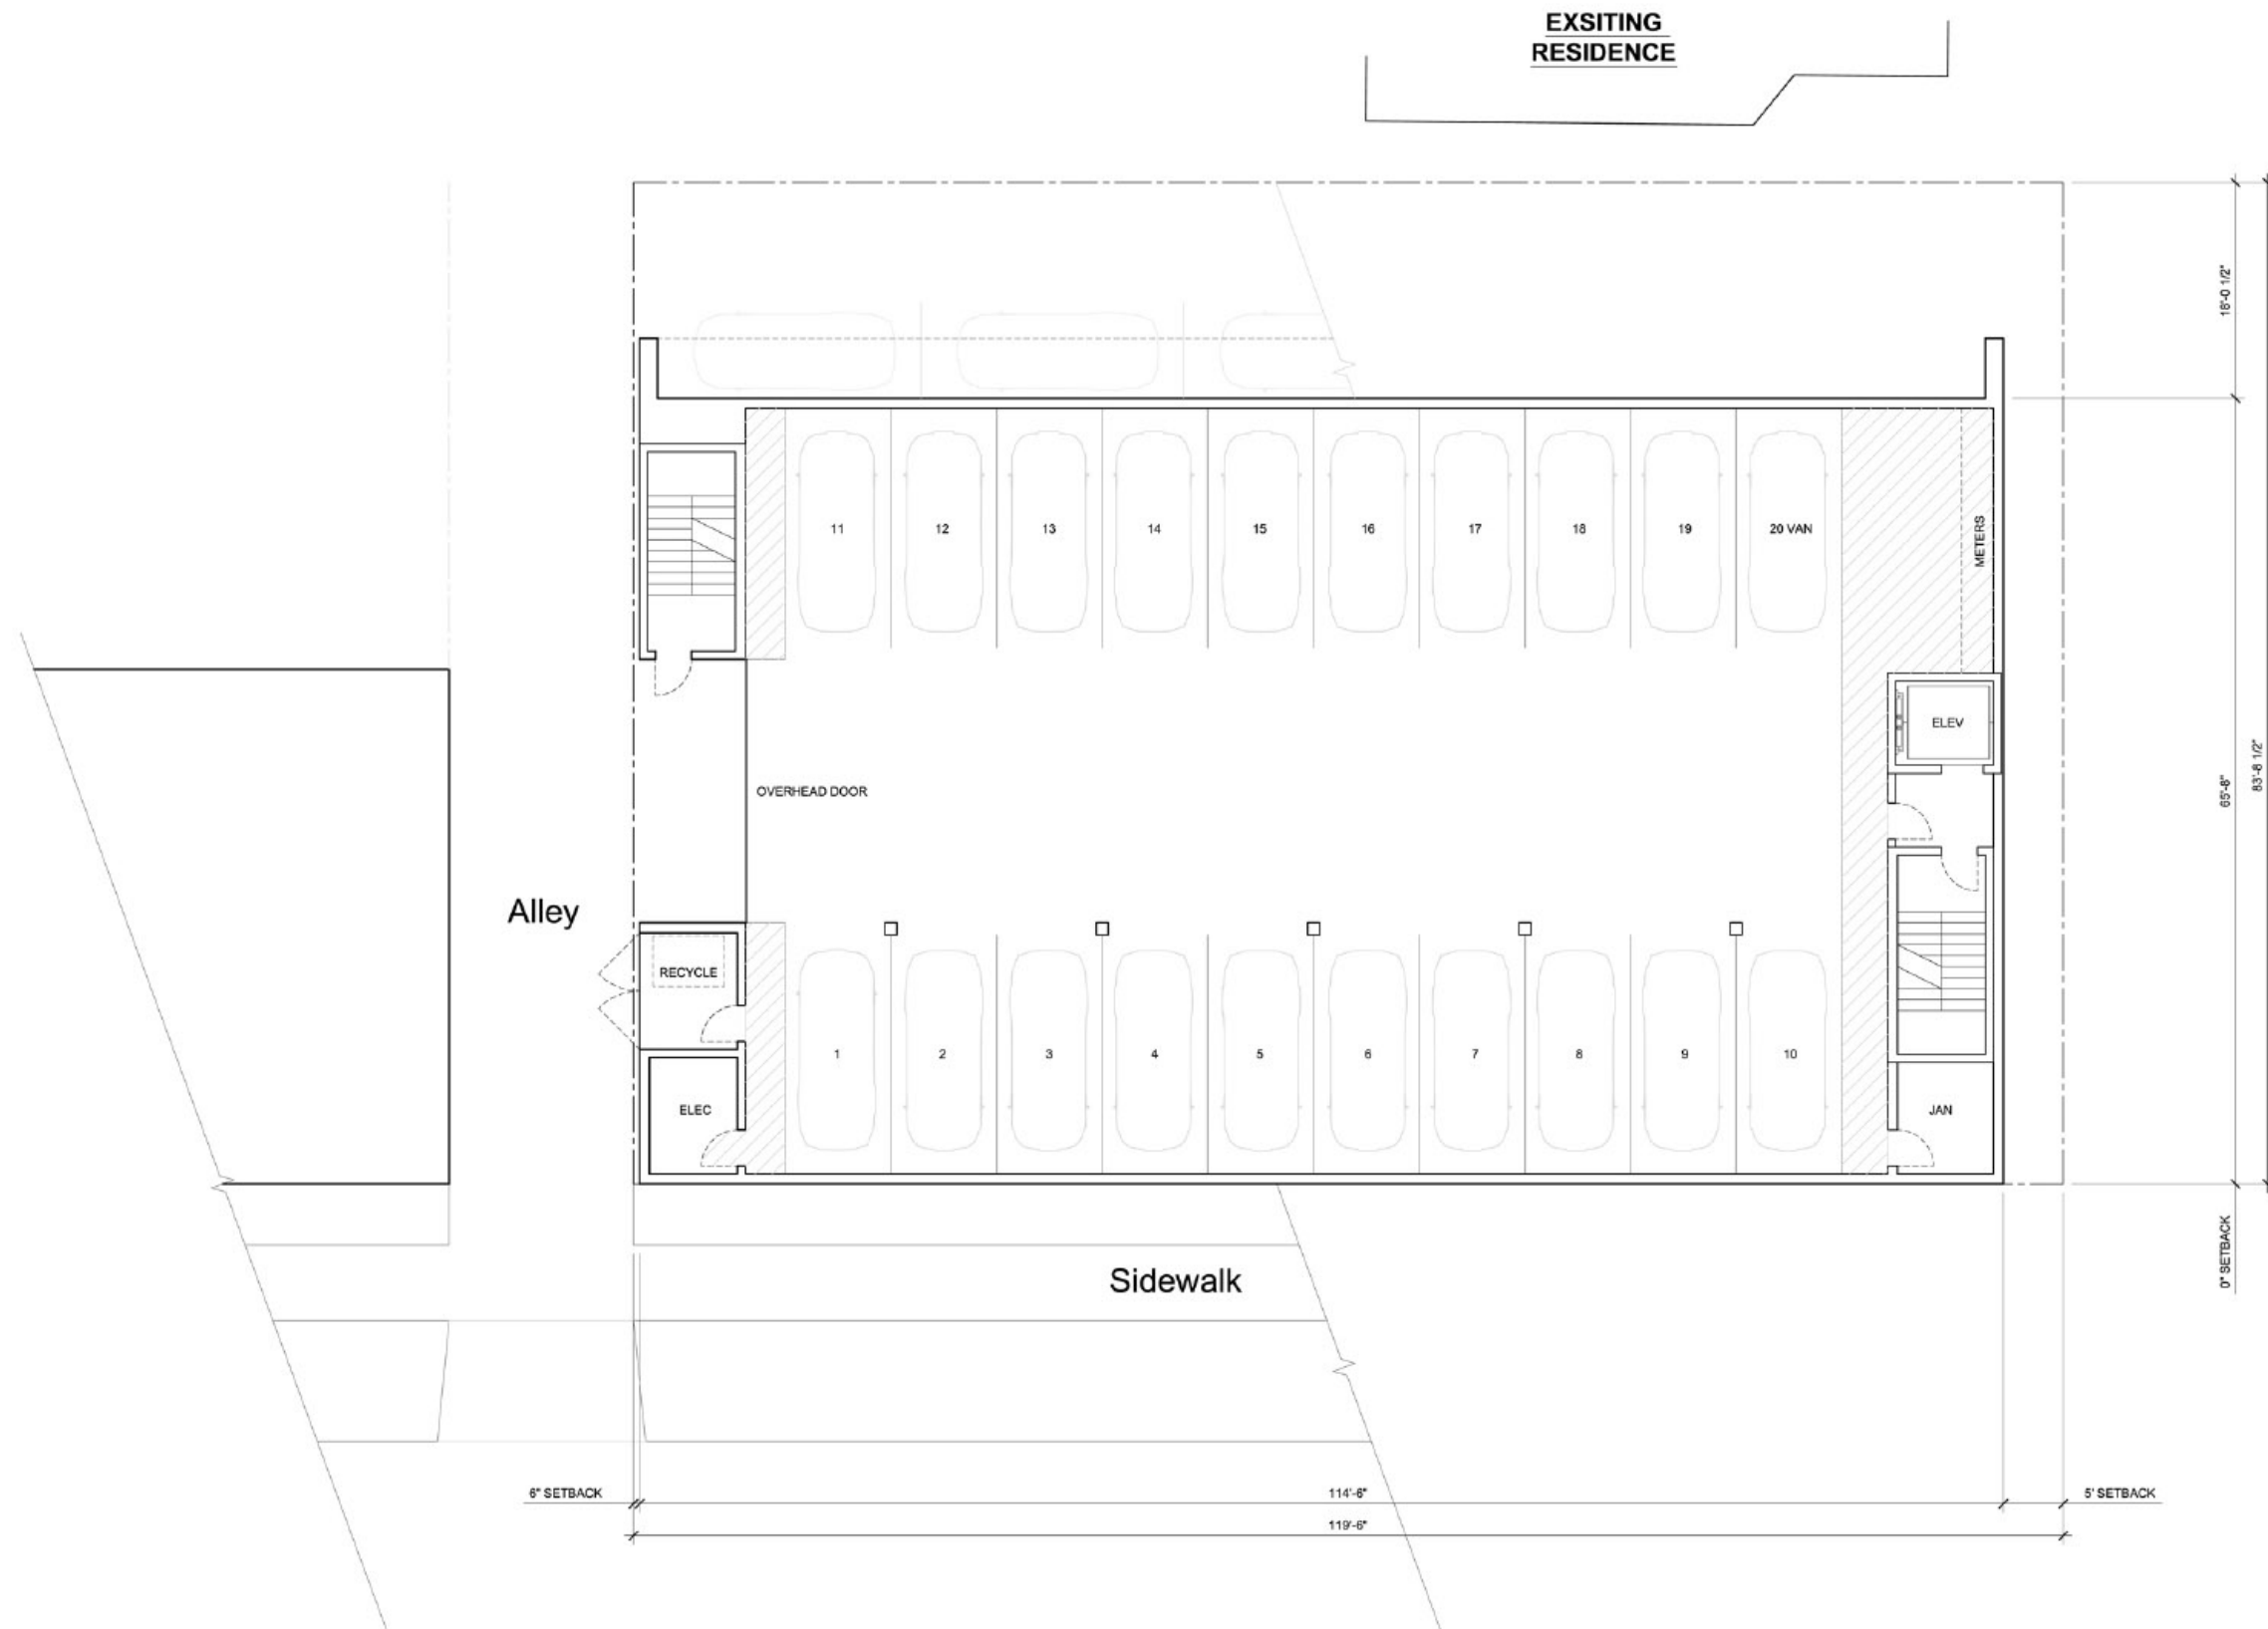 EXSITING
RESIDENCE
18'-0 1/2"
11
12
13
14
15
16
17
18
19
20 VAN
METERS
ELEV
OVERHEAD DOOR
65'-8"
83'-8 1/2"
Alley
RECYCLE
1
2
3
4
5
6
7
8
9
10
ELEC
JAN
0" SETBACK
Sidewalk
6" SETBACK
114'-6"
5' SETBACK
119'-6"